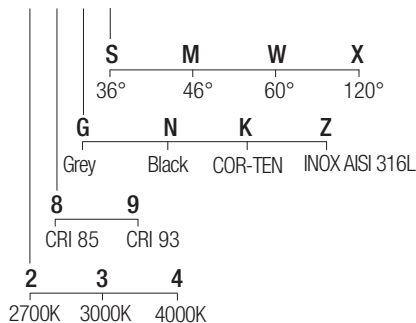 S M W X
36° 46° 60° 120°
G N K Z
Grey Black COR-TEN INOX AISI 316L
8 9
CRI 85 CRI 93
2 3 4
2700K 3000K 4000K